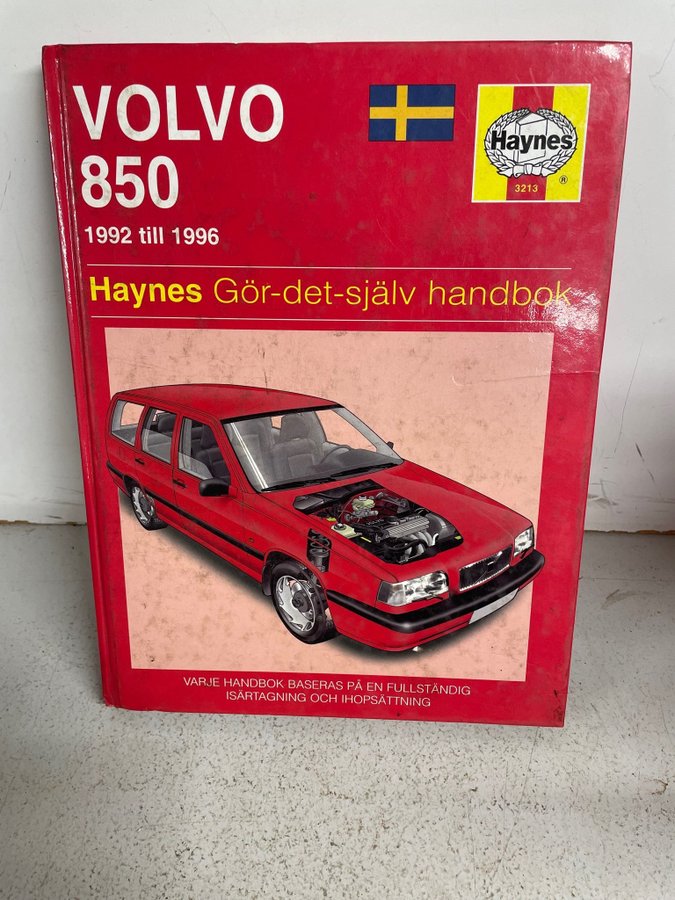 VOLVO
850
1992 till 1996
Haynes
3213
®
Haynes Gör-det-själv handbok
VARJE HANDBOK BASERAS PÅ EN FULLSTÄNDIG
ISÄRTAGNING OCH IHOPSÄTTNING